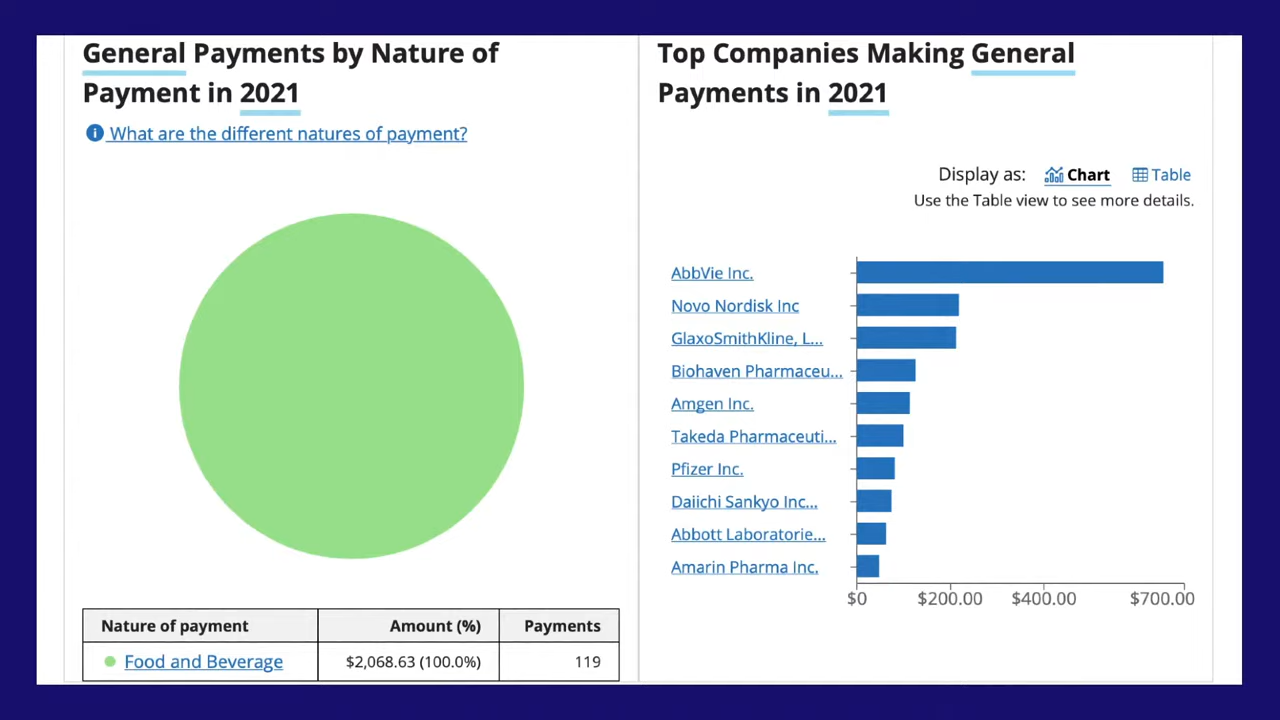 General Payments by Nature of
Payment in 2021
What are the different natures of payment?
Nature of payment Amount (%) Payments
Food and Beverage $2,068.63 (100.0%) 119
Top Companies Making General
Payments in 2021
Display as: Chart Table
Use the Table view to see more details.
AbbVie Inc.
Novo Nordisk Inc
GlaxoSmithKline, L...
Biohaven Pharmaceu...
Amgen Inc.
Takeda Pharmaceuti...
Pfizer Inc.
Daiichi Sankyo Inc...
Abbott Laboratorie...
Amarin Pharma Inc.
$0 $200.00 $400.00 $700.00